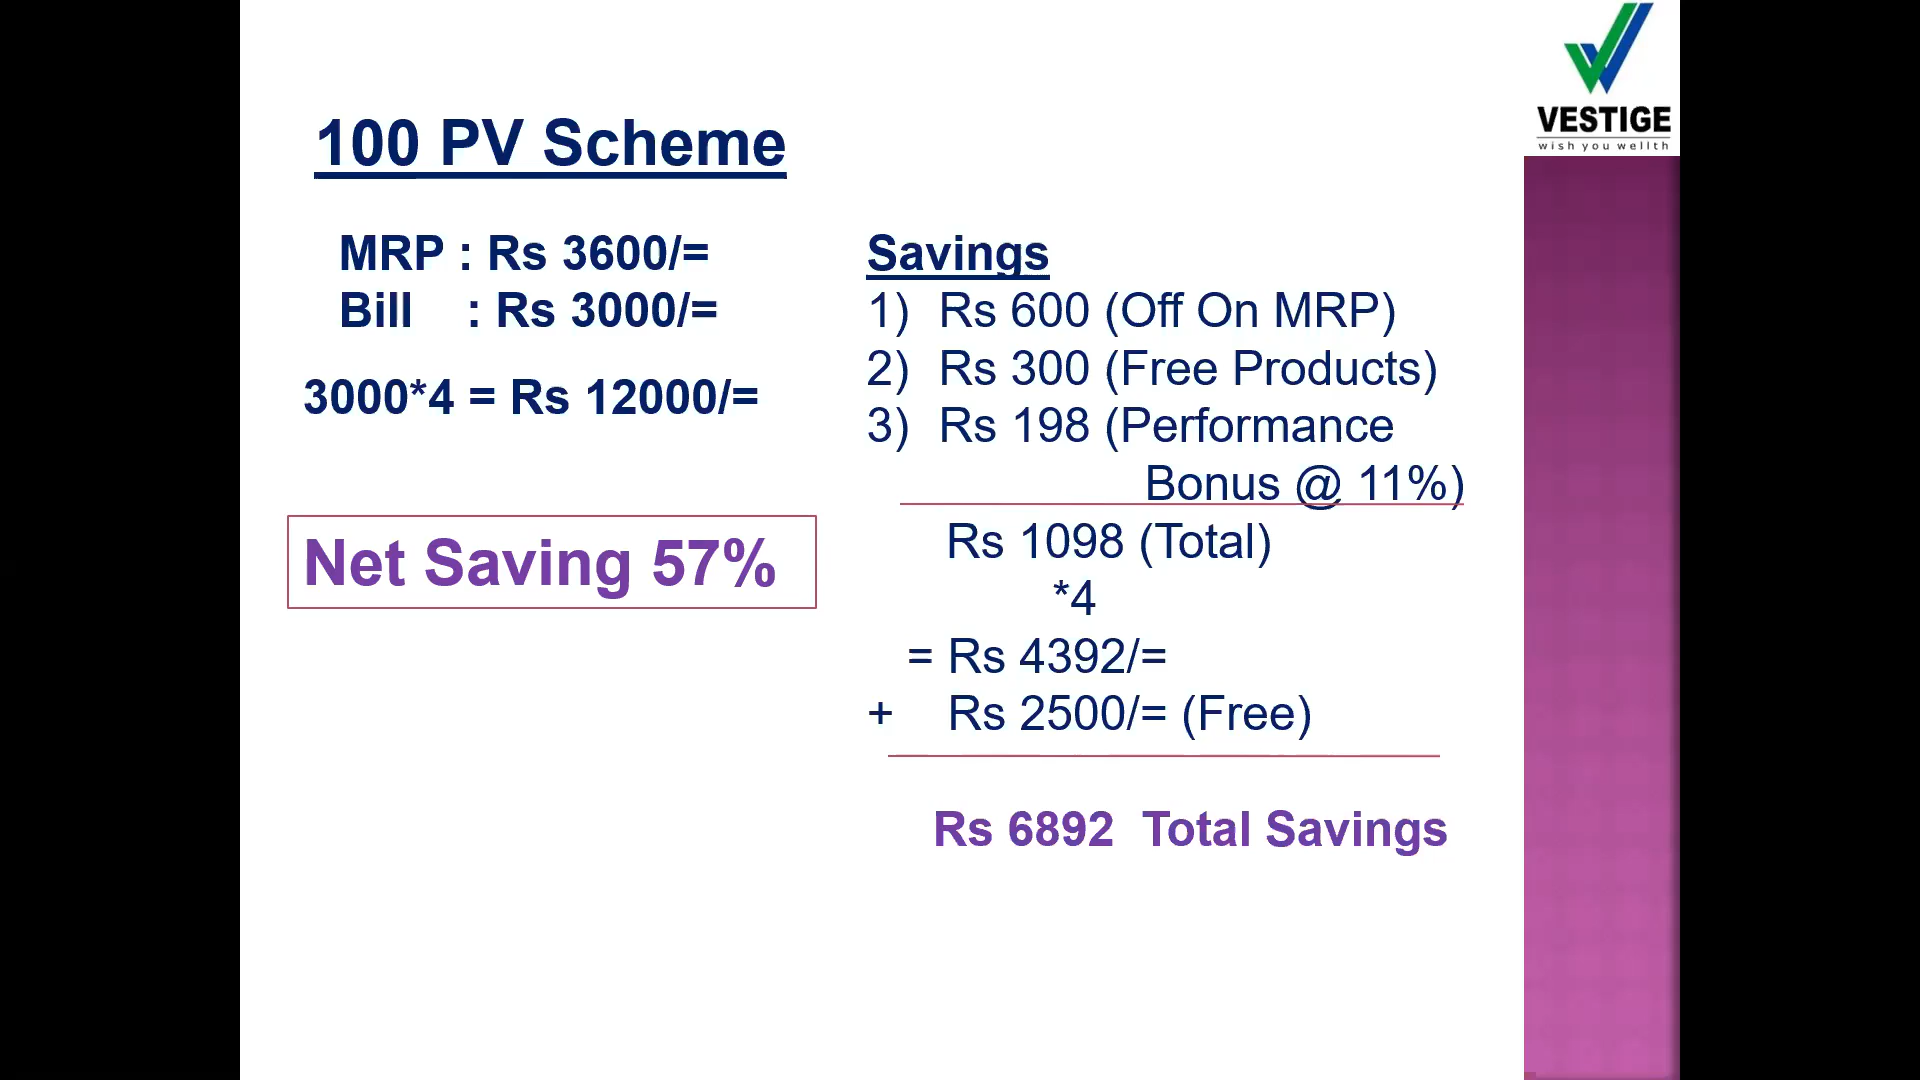 VESTIGE
wish you wellth
100 PV Scheme
MRP : Rs 3600/=
Bill : Rs 3000/=
3000*4 = Rs 12000/=
Net Saving 57%
Savings
1) Rs 600 (Off On MRP)
2) Rs 300 (Free Products)
3) Rs 198 (Performance
Bonus @ 11%)
Rs 1098 (Total)
*4
= Rs 4392/=
+ Rs 2500/= (Free)
Rs 6892 Total Savings